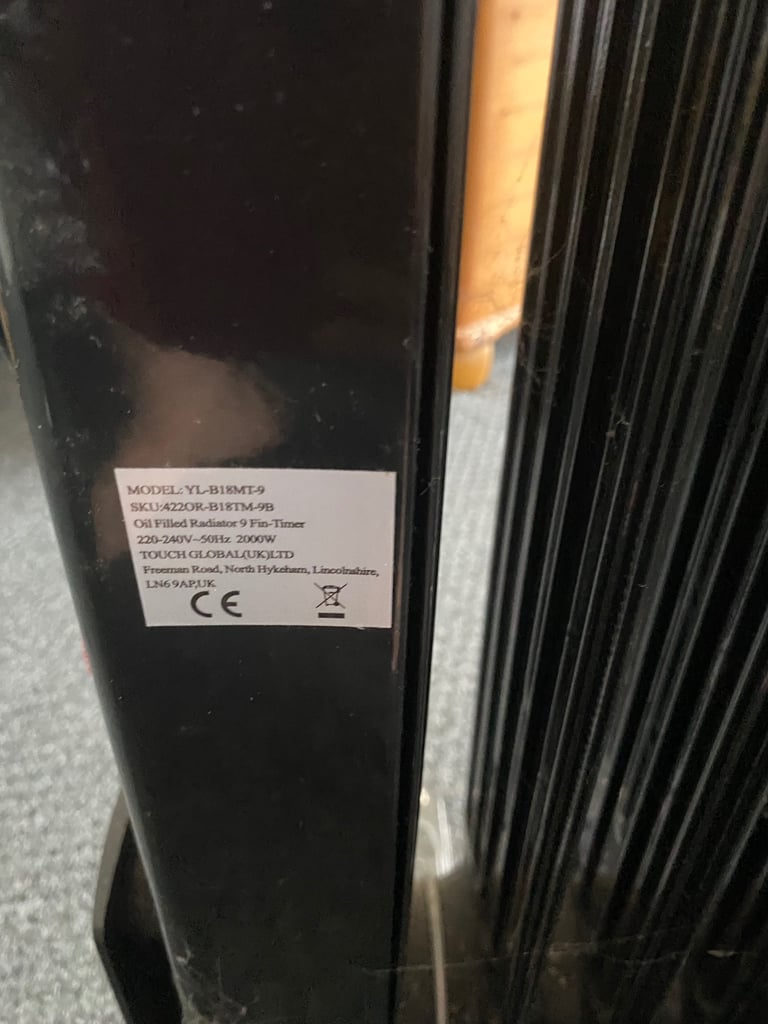 MODEL: YL-B18MT-9
SKU:422OR-B18TM-9B
Oil Filled Radiator 9 Fin-Timer
220-240V~50Hz 2000W
TOUCH GLOBAL(UK)LTD
Freeman Road, North Hykeham, Lincolnshire,
LN6 9AP,UK
CE